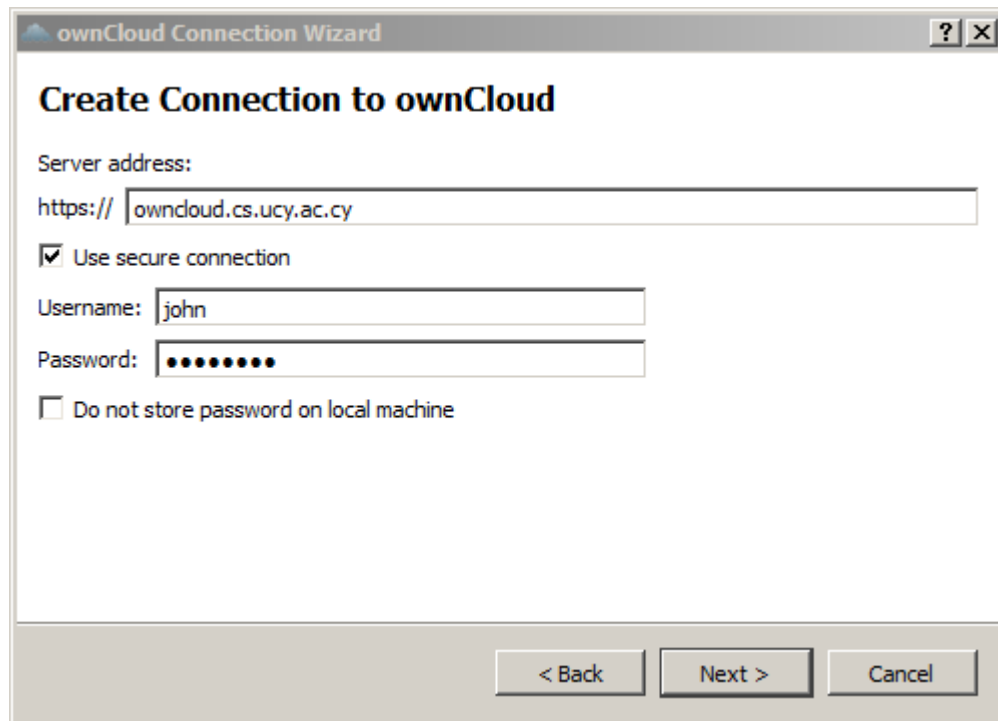 ownCloud Connection Wizard
Create Connection to ownCloud
Server address:
https:// owncloud.cs.ucy.ac.cy
Use secure connection
Username: john
Password: ●●●●●●●●
Do not store password on local machine
< Back Next > Cancel